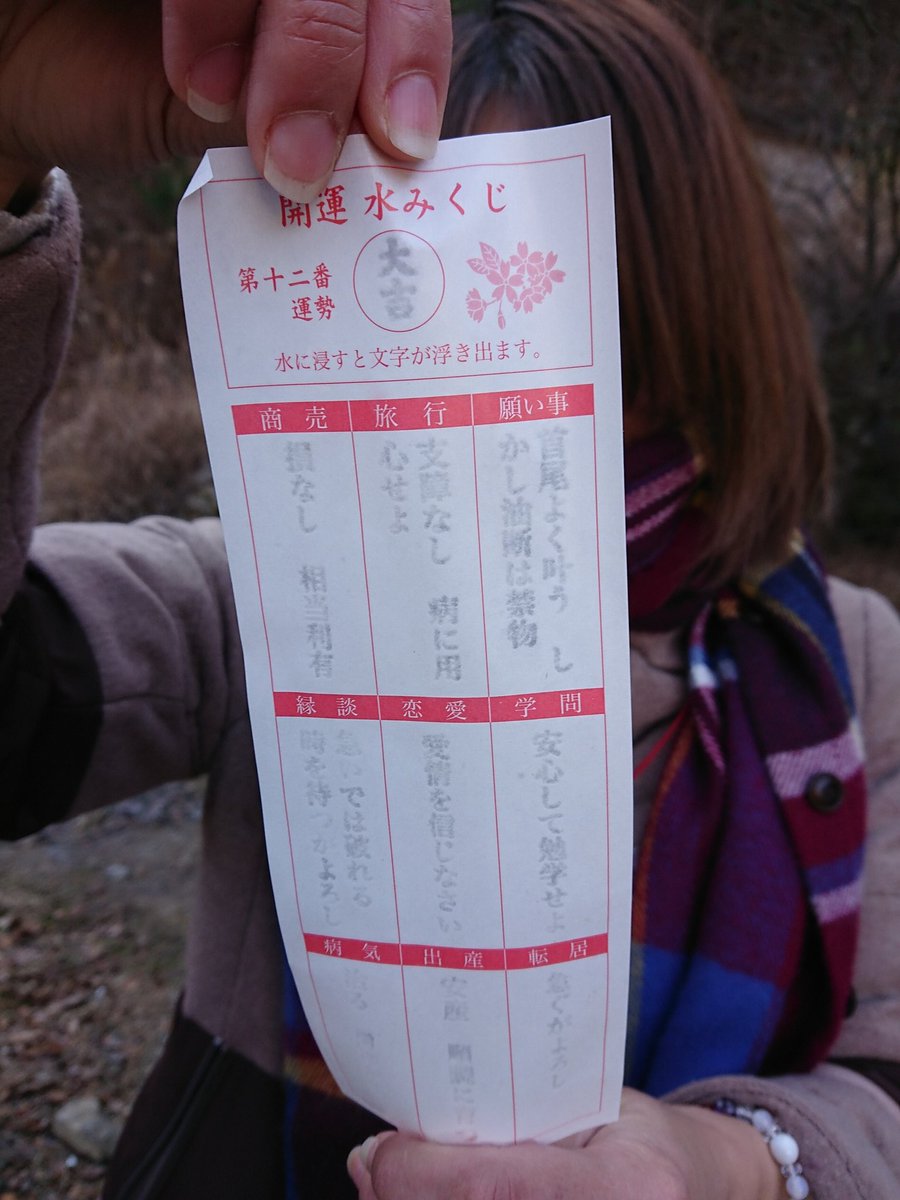 開運 水みくじ
第十二番
運勢
大吉
水に浸すと文字が浮き出ます。
願い事
首尾よく叶う し
かし油断は禁物
旅行
支障なし 病に用
心せよ
商売
損なし 相当利有
学問
安心して勉学せよ
恋愛
愛情を信じなさい
縁談
急いでは破れる
時を待つがよろし
転居
急ぐがよろし
出産
安産 順調に育
病気
治る